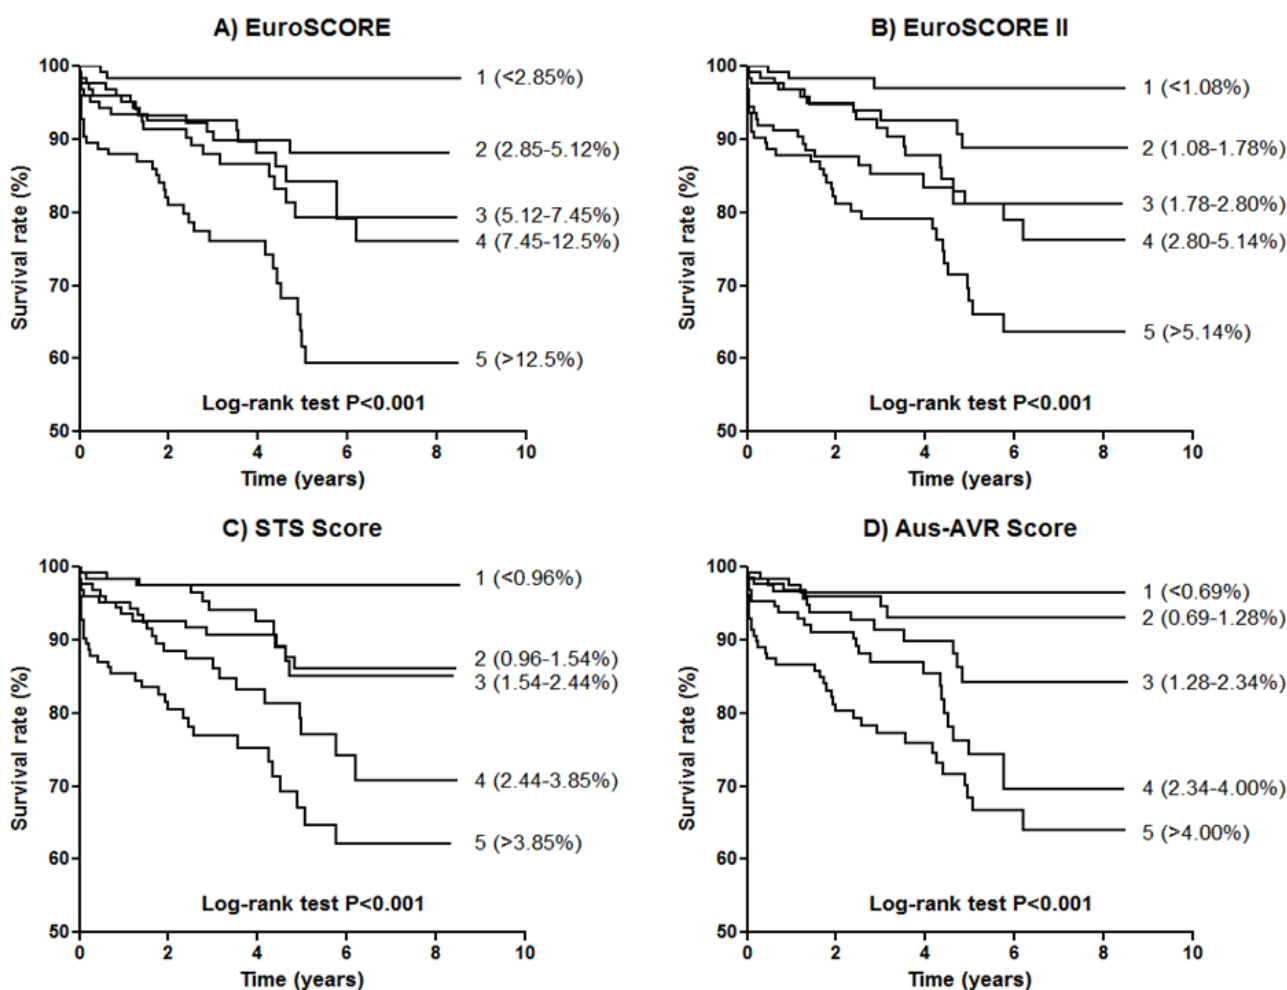 A) EuroSCORE
Survival rate (%)
100
90
80
70
60
50
1 (<2.85%)
2 (2.85-5.12%)
3 (5.12-7.45%)
4 (7.45-12.5%)
5 (>12.5%)
Log-rank test P<0.001
0 2 4 6 8 10
Time (years)
B) EuroSCORE II
Survival rate (%)
100
90
80
70
60
50
1 (<1.08%)
2 (1.08-1.78%)
3 (1.78-2.80%)
4 (2.80-5.14%)
5 (>5.14%)
Log-rank test P<0.001
0 2 4 6 8 10
Time (years)
C) STS Score
Survival rate (%)
100
90
80
70
60
50
1 (<0.96%)
2 (0.96-1.54%)
3 (1.54-2.44%)
4 (2.44-3.85%)
5 (>3.85%)
Log-rank test P<0.001
0 2 4 6 8 10
Time (years)
D) Aus-AVR Score
Survival rate (%)
100
90
80
70
60
50
1 (<0.69%)
2 (0.69-1.28%)
3 (1.28-2.34%)
4 (2.34-4.00%)
5 (>4.00%)
Log-rank test P<0.001
0 2 4 6 8 10
Time (years)